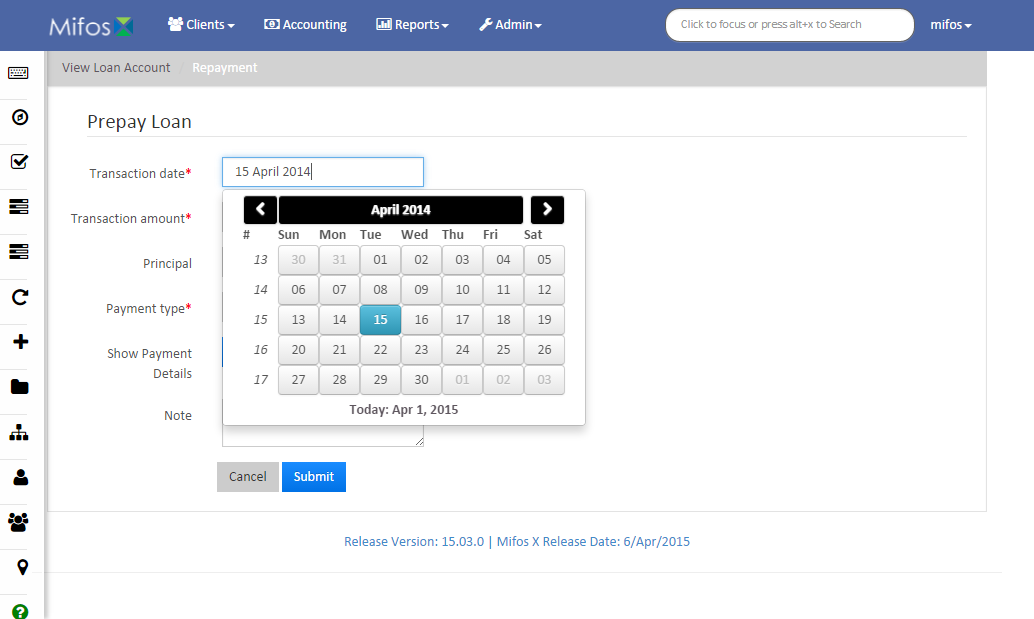 Mifos Clients Accounting Reports Admin Click to focus or press alt+x to Search mifos
View Loan Account / Repayment
Prepay Loan
Transaction date* 15 April 2014
April 2014
Transaction amount*
# Sun Mon Tue Wed Thu Fri Sat
13 30 31 01 02 03 04 05
Principal
14 06 07 08 09 10 11 12
Payment type*
15 13 14 15 16 17 18 19
Show Payment
Details
16 20 21 22 23 24 25 26
17 27 28 29 30 01 02 03
Note
Today: Apr 1, 2015
Cancel Submit
Release Version: 15.03.0 | Mifos X Release Date: 6/Apr/2015